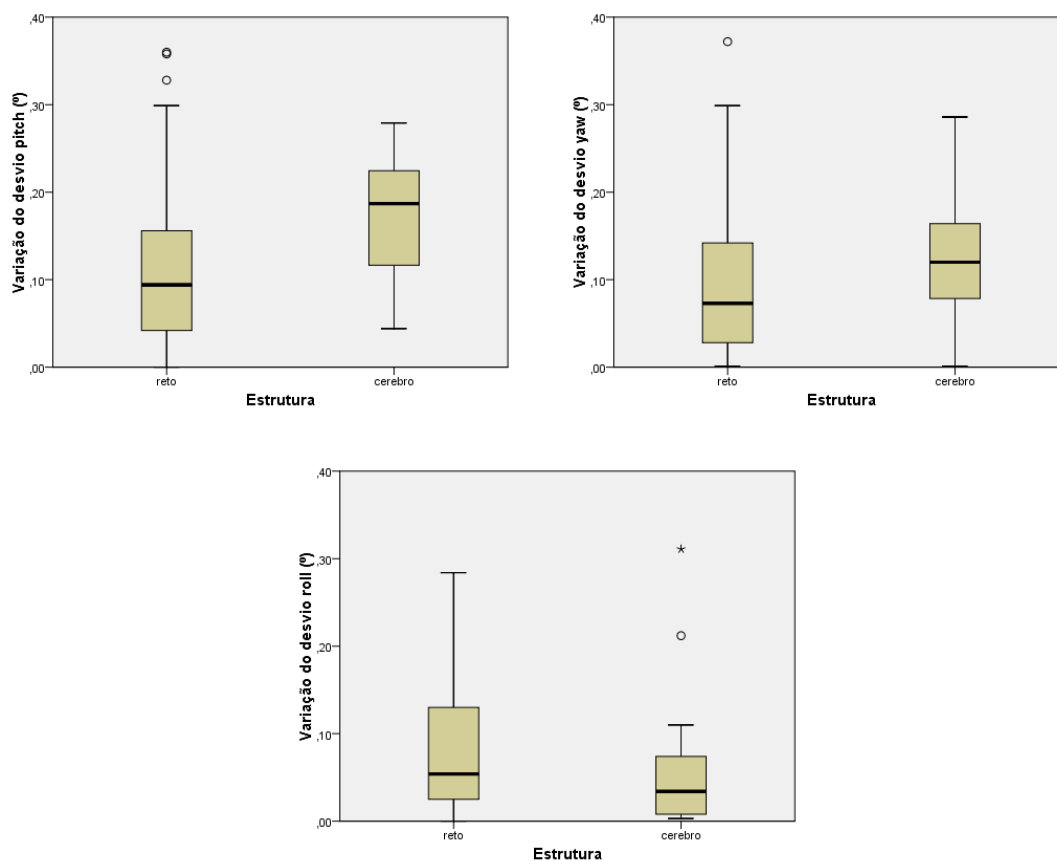 Variação do desvio pitch (º)
,40
,30
,20
,10
,00
reto cerebro
Estrutura
Variação do desvio yaw (º)
,40
,30
,20
,10
,00
reto cerebro
Estrutura
Variação do desvio roll (º)
,40
,30
,20
,10
,00
reto cerebro
Estrutura